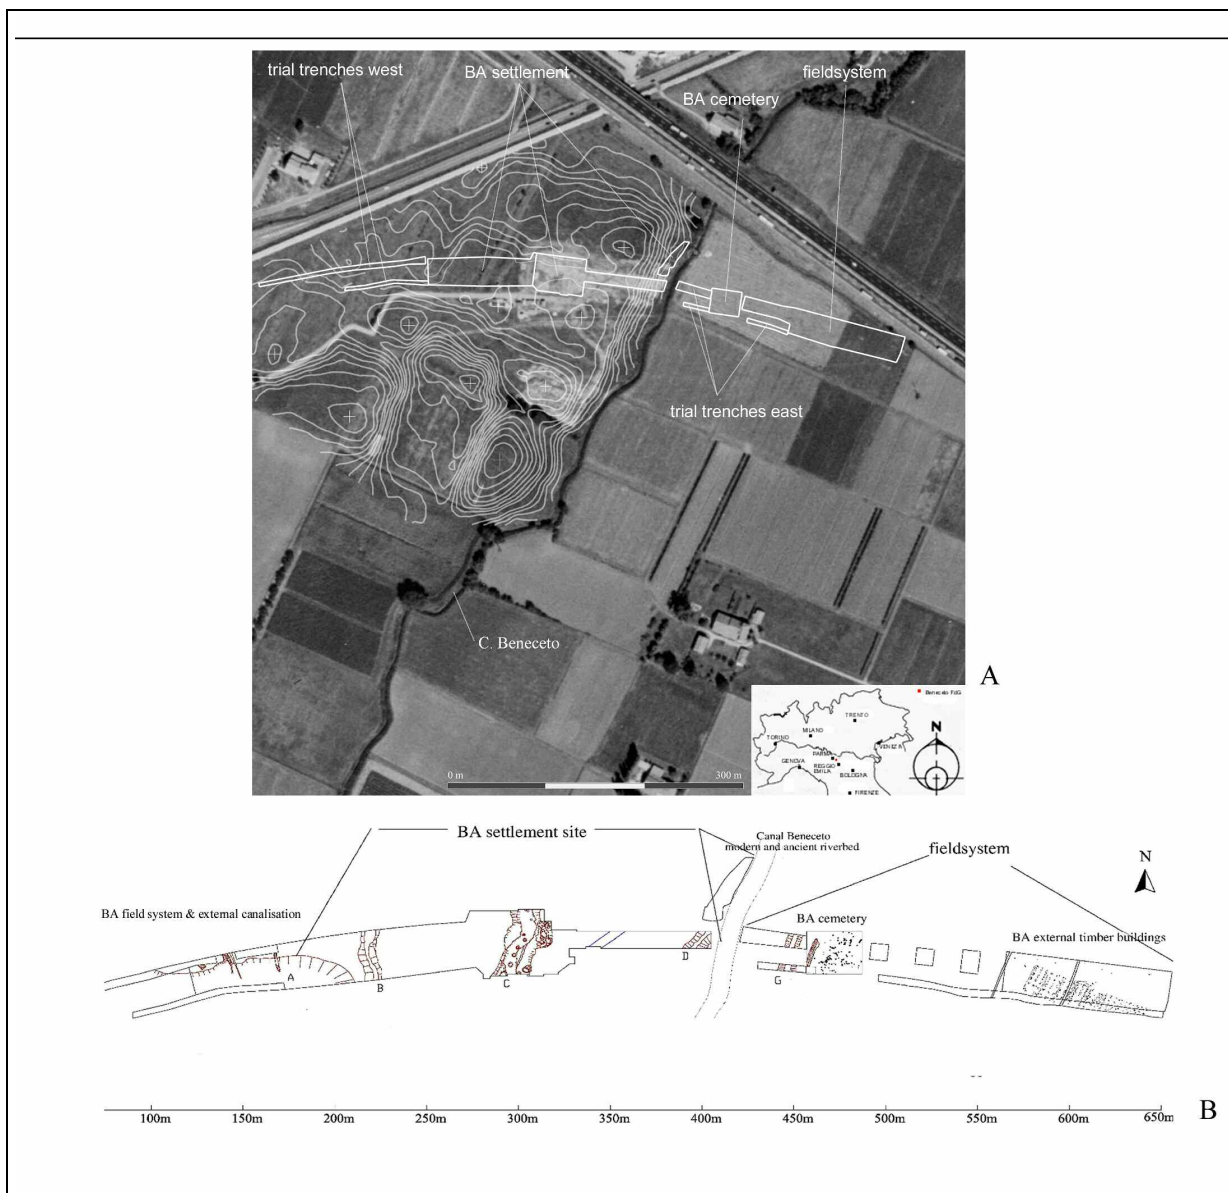 trial trenches west
BA settlement
fieldsystem
BA cemetery
trial trenches east
C. Beneceto
A
Beneceto FdG
TRENTO
MILANO
TORINO
VENEZIA
PARMA
GENOVA
REGGIO
EMILIA
BOLOGNA
FIRENZE
N
0 m
300 m
BA settlement site
Canal Beneceto
modern and ancient riverbed
fieldsystem
N
BA field system & external canalisation
BA cemetery
BA external timber buildings
A
B
C
D
G
100m
150m
200m
250m
300m
350m
400m
450m
500m
550m
600m
650m
B